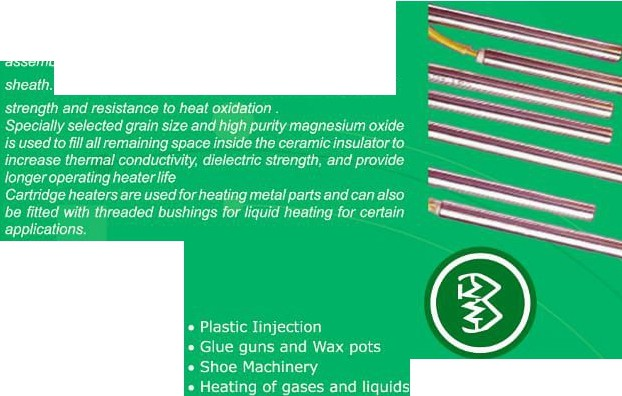 sheath.
strength and resistance to heat oxidation .
Specially selected grain size and high purity magnesium oxide
is used to fill all remaining space inside the ceramic insulator to
increase thermal conductivity, dielectric strength, and provide
longer operating heater life
Cartridge heaters are used for heating metal parts and can also
be fitted with threaded bushings for liquid heating for certain
applications.
• Plastic Iinjection
• Glue guns and Wax pots
• Shoe Machinery
• Heating of gases and liquids